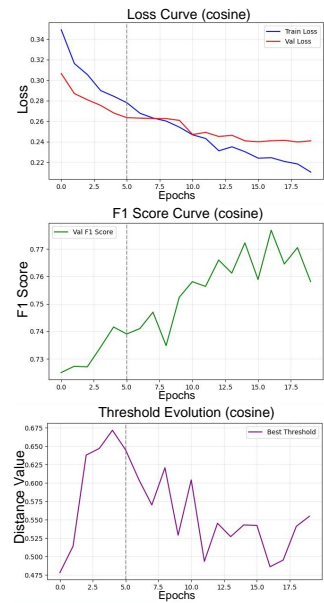 Loss Curve (cosine)
Train Loss
Val Loss
Loss
0.34
0.32
0.30
0.28
0.26
0.24
0.22
0.0 2.5 5.0 7.5 10.0 12.5 15.0 17.5
Epochs
F1 Score Curve (cosine)
Val F1 Score
F1 Score
0.77
0.76
0.75
0.74
0.73
0.0 2.5 5.0 7.5 10.0 12.5 15.0 17.5
Epochs
Threshold Evolution (cosine)
Best Threshold
Distance Value
0.675
0.650
0.625
0.600
0.575
0.550
0.525
0.500
0.475
0.0 2.5 5.0 7.5 10.0 12.5 15.0 17.5
Epochs